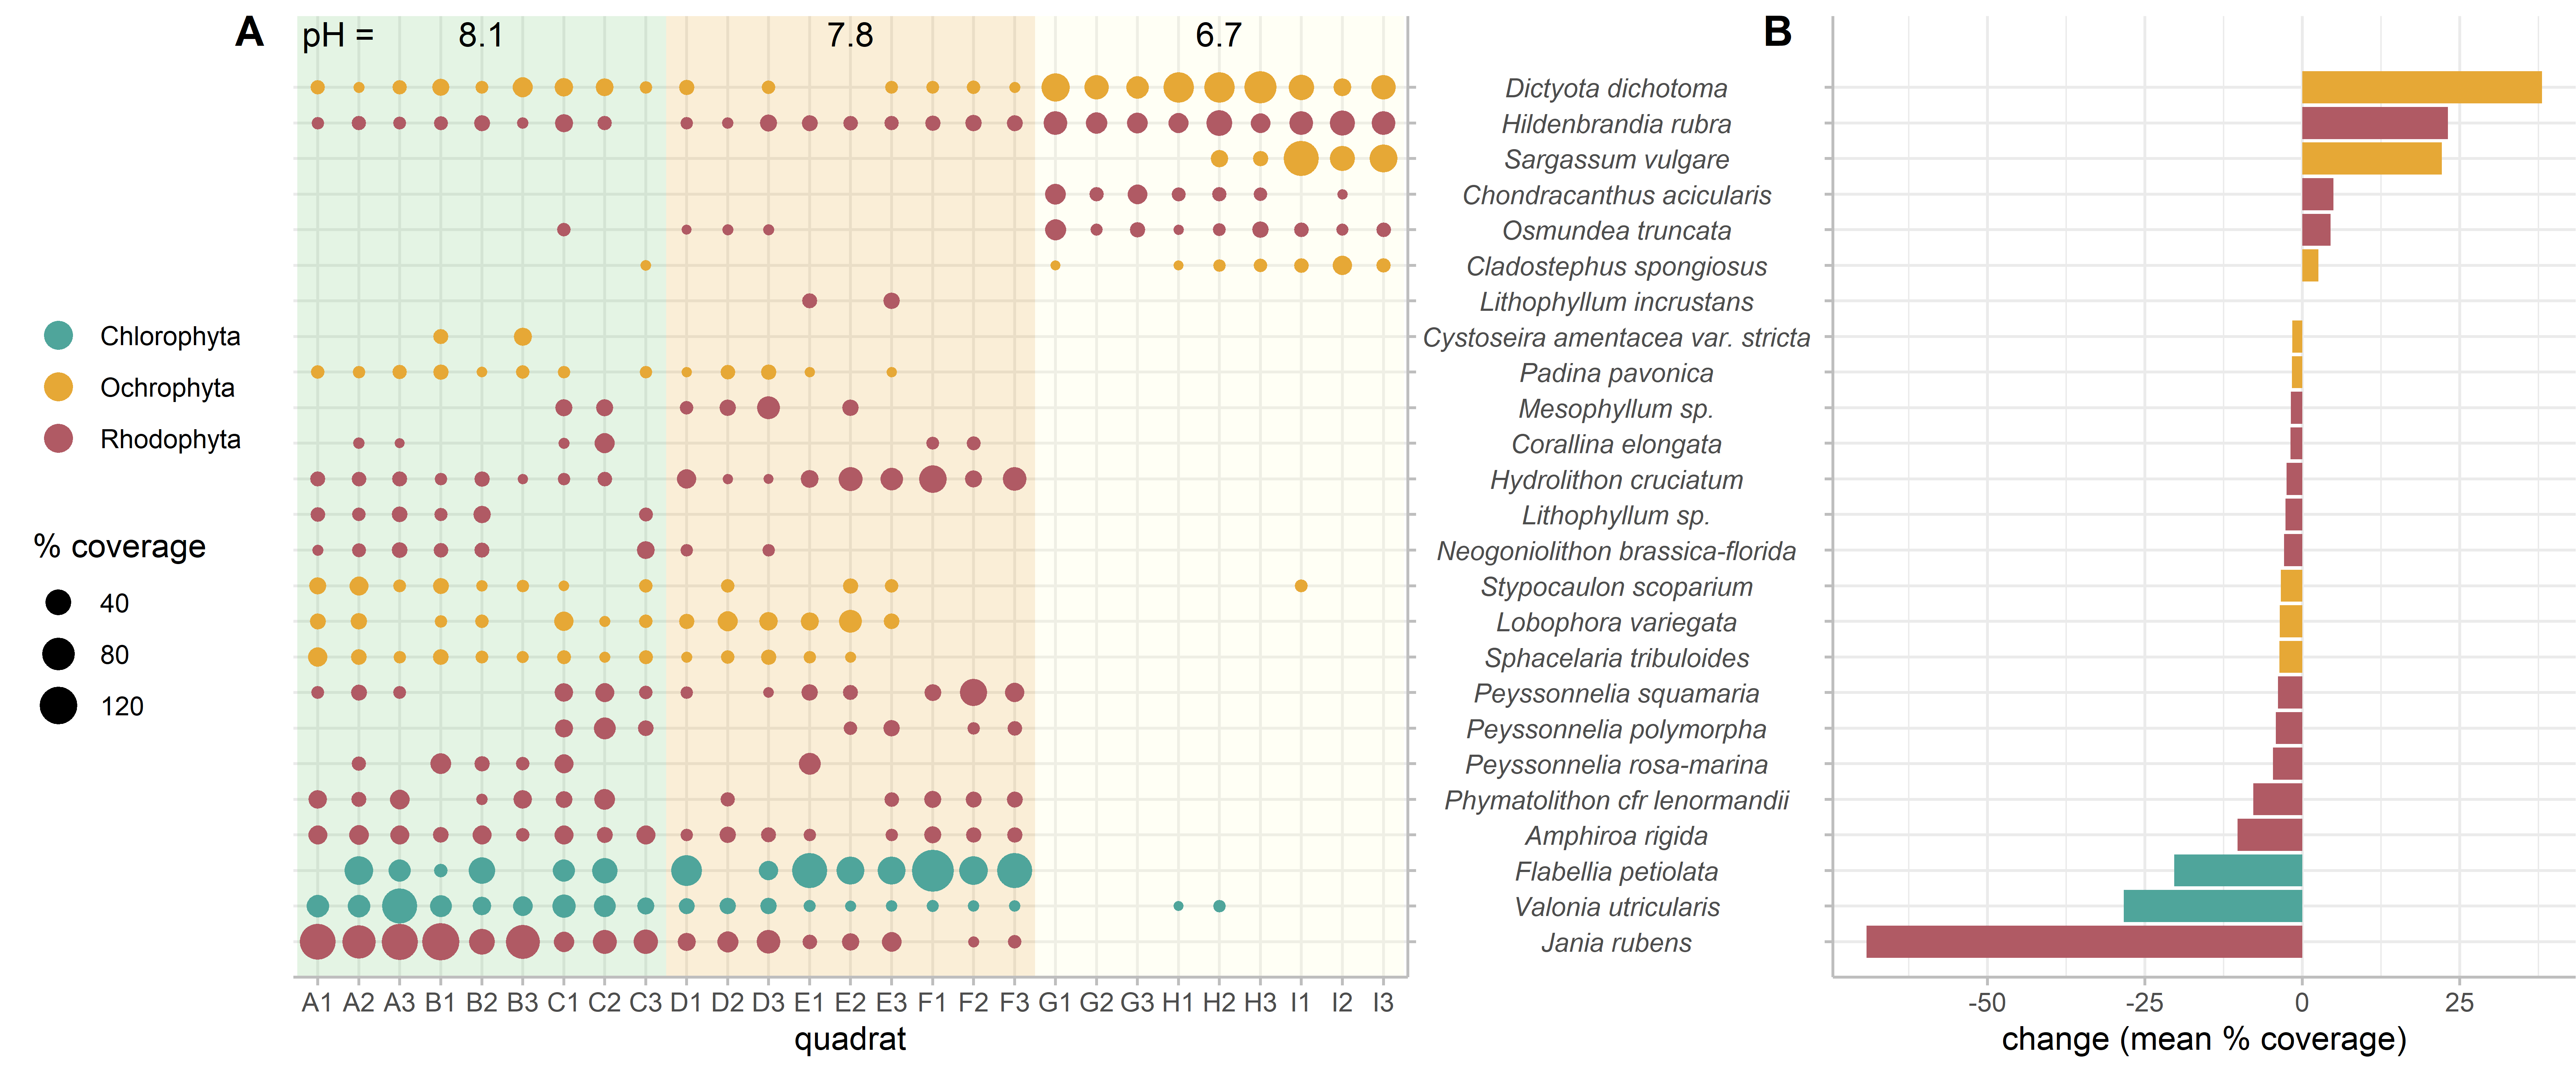 A
pH =
8.1
7.8
6.7
B
Dictyota dichotoma
Hildenbrandia rubra
Sargassum vulgare
Chondracanthus acicularis
Osmundea truncata
Cladostephus spongiosus
Lithophyllum incrustans
Cystoseira amentacea var. stricta
Padina pavonica
Mesophyllum sp.
Corallina elongata
Hydrolithon cruciatum
Lithophyllum sp.
Neogoniolithon brassica-florida
Stypocaulon scoparium
Lobophora variegata
Sphacelaria tribuloides
Peyssonnelia squamaria
Peyssonnelia polymorpha
Peyssonnelia rosa-marina
Phymatolithon cfr lenormandii
Amphiroa rigida
Flabellia petiolata
Valonia utricularis
Jania rubens
Chlorophyta
Ochrophyta
Rhodophyta
% coverage
40
80
120
A1 A2 A3 B1 B2 B3 C1 C2 C3 D1 D2 D3 E1 E2 E3 F1 F2 F3 G1 G2 G3 H1 H2 H3 I1 I2 I3
quadrat
-50 -25 0 25
change (mean % coverage)